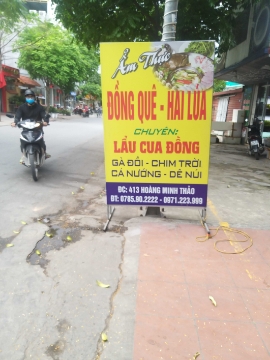 Ẩm Thực
ĐỒNG QUÊ - HAI LÚA
CHUYÊN:
LẨU CUA ĐỒNG
GÀ ĐỒI - CHIM TRỜI
CÁ NƯỚNG - DÊ NÚI
ĐC: 413 HOÀNG MINH THẢO
ĐT: 0785.90.2222 - 0971.223.999